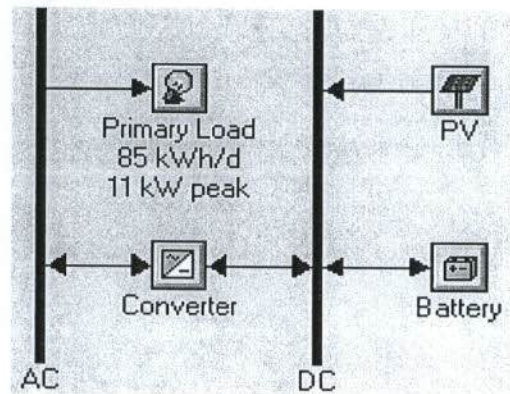 Primary Load
85 kWh/d
11 kW peak
PV
Converter
Battery
AC
DC